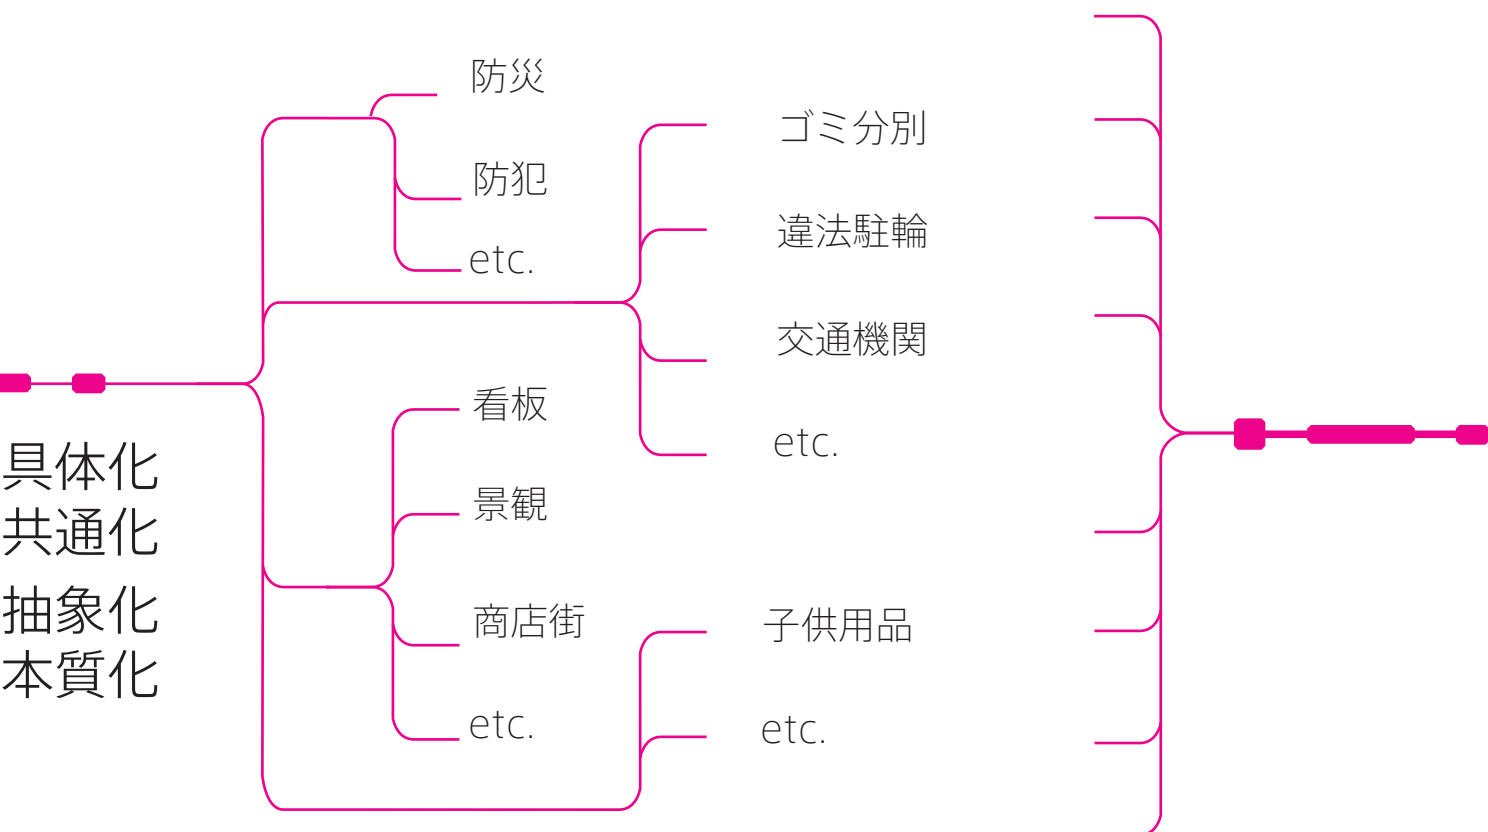 具体化
共通化
抽象化
本質化
防災
防犯
etc.
看板
景観
商店街
etc.
ゴミ分別
違法駐輪
交通機関
etc.
子供用品
etc.